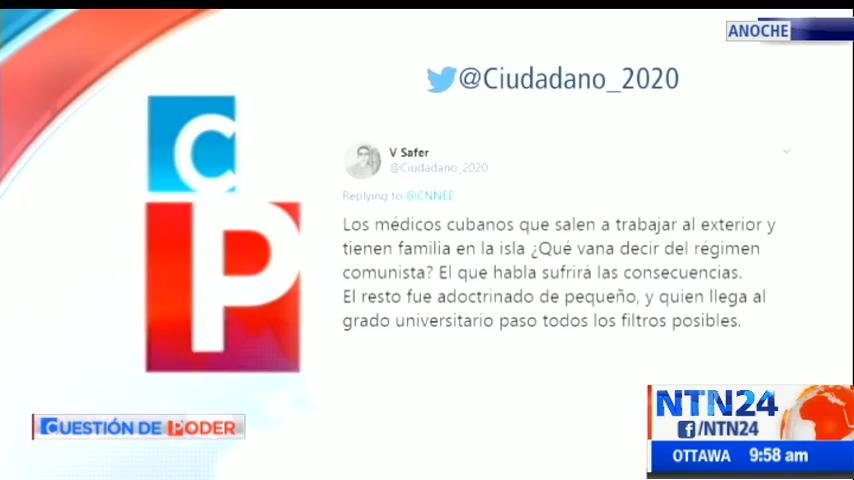 ANOCHE
@Ciudadano_2020
CP
V Safer
@Ciudadano_2020
Replying to @CNNEE
Los médicos cubanos que salen a trabajar al exterior y
tienen familia en la isla ¿Qué vana decir del régimen
comunista? El que habla sufrirá las consecuencias.
El resto fue adoctrinado de pequeño, y quien llega al
grado universitario paso todos los filtros posibles.
CUESTIÓN DE PODER
NTN24
f/NTN24
OTTAWA 9:58 am